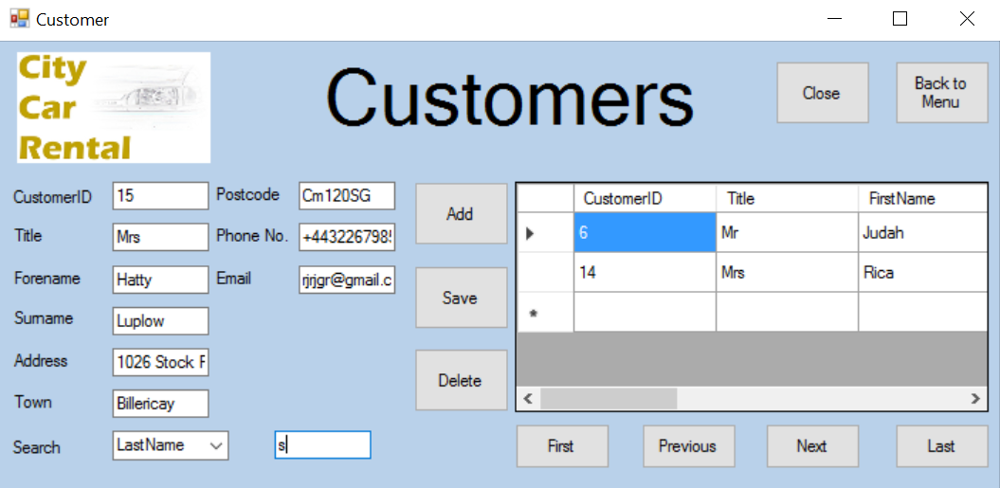 Customer
City
Car
Rental
Customers
Close
Back to
Menu
CustomerID 15 Postcode Cm120SG
Title Mrs Phone No. +443226798
Forename Hatty Email rjrjgr@gmail.c
Surname Luplow
Address 1026 Stock
Town Billericay
Search LastName s
Add
Save
Delete
CustomerID Title FirstName
6 Mr Judah
14 Mrs Rica
*
First Previous Next Last